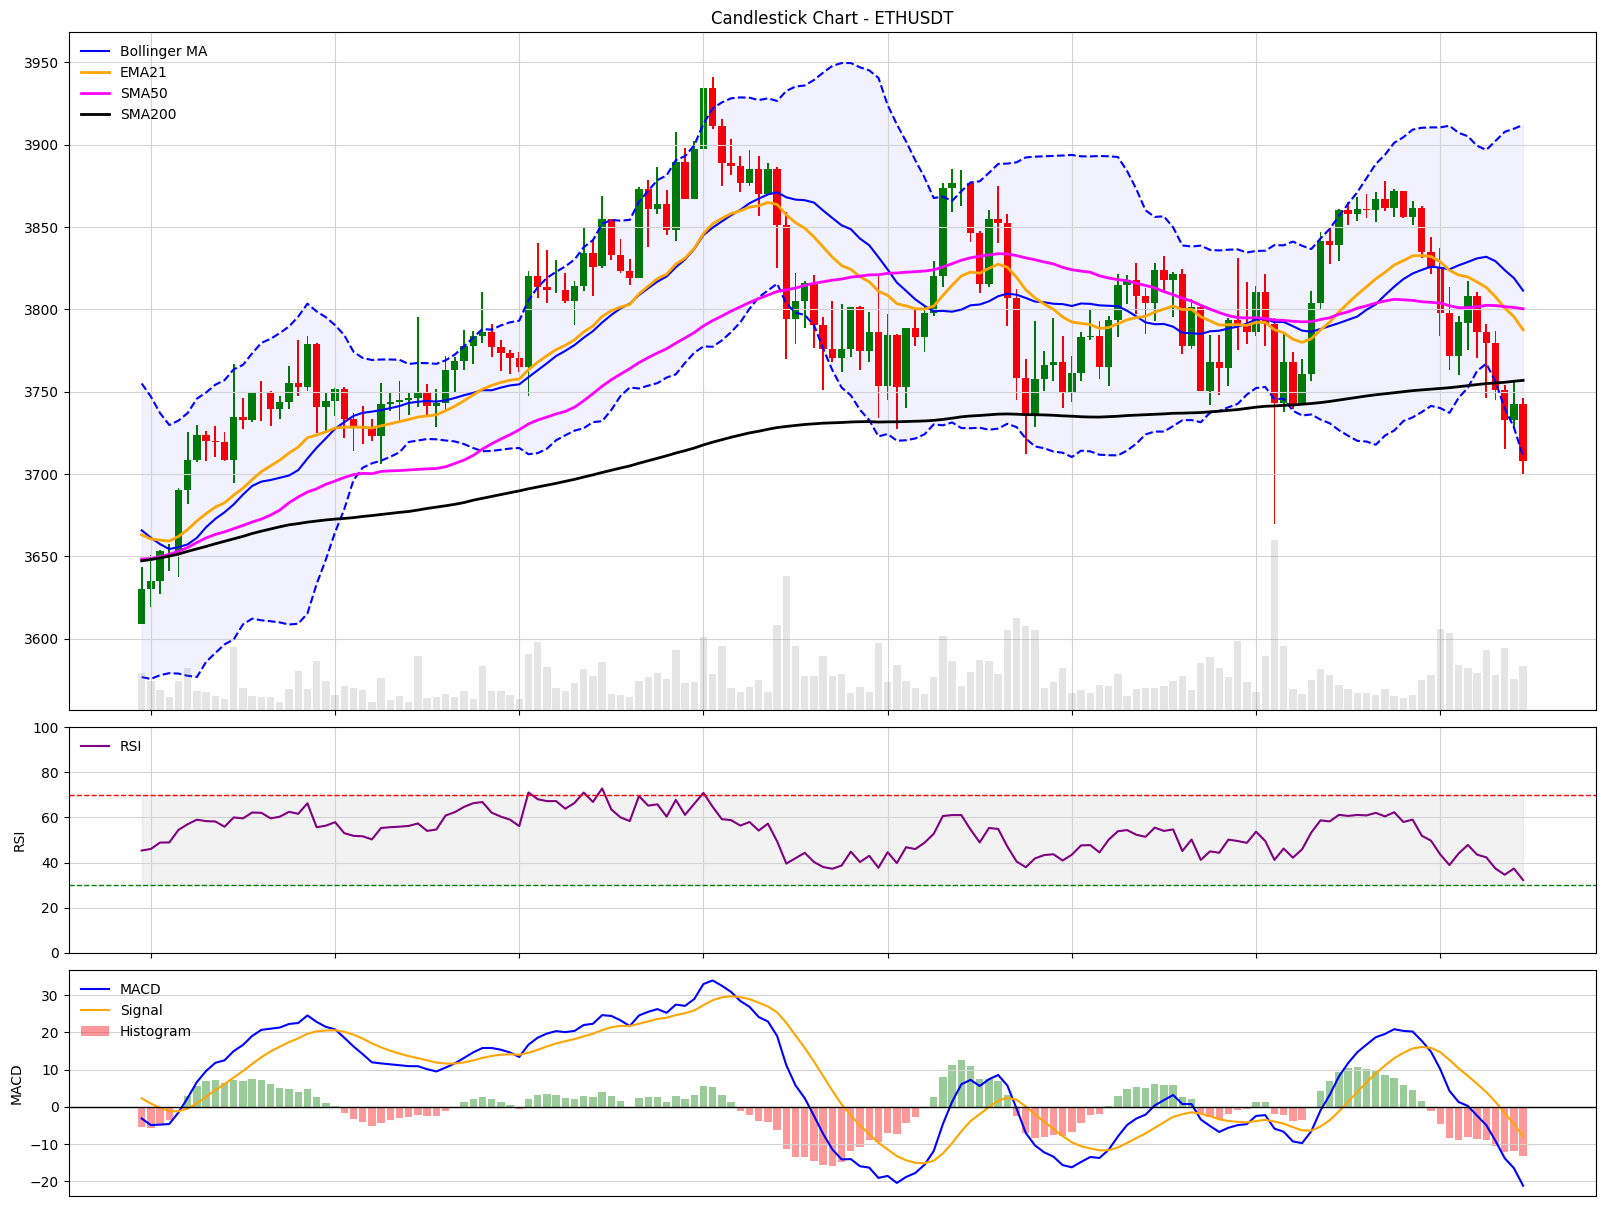 Candlestick Chart - ETHUSDT
Bollinger MA
EMA21
SMA50
SMA200
3950
3900
3850
3800
3750
3700
3650
3600
RSI
100
80
60
40
20
0
RSI
MACD
Signal
Histogram
30
20
10
0
−10
−20
MACD